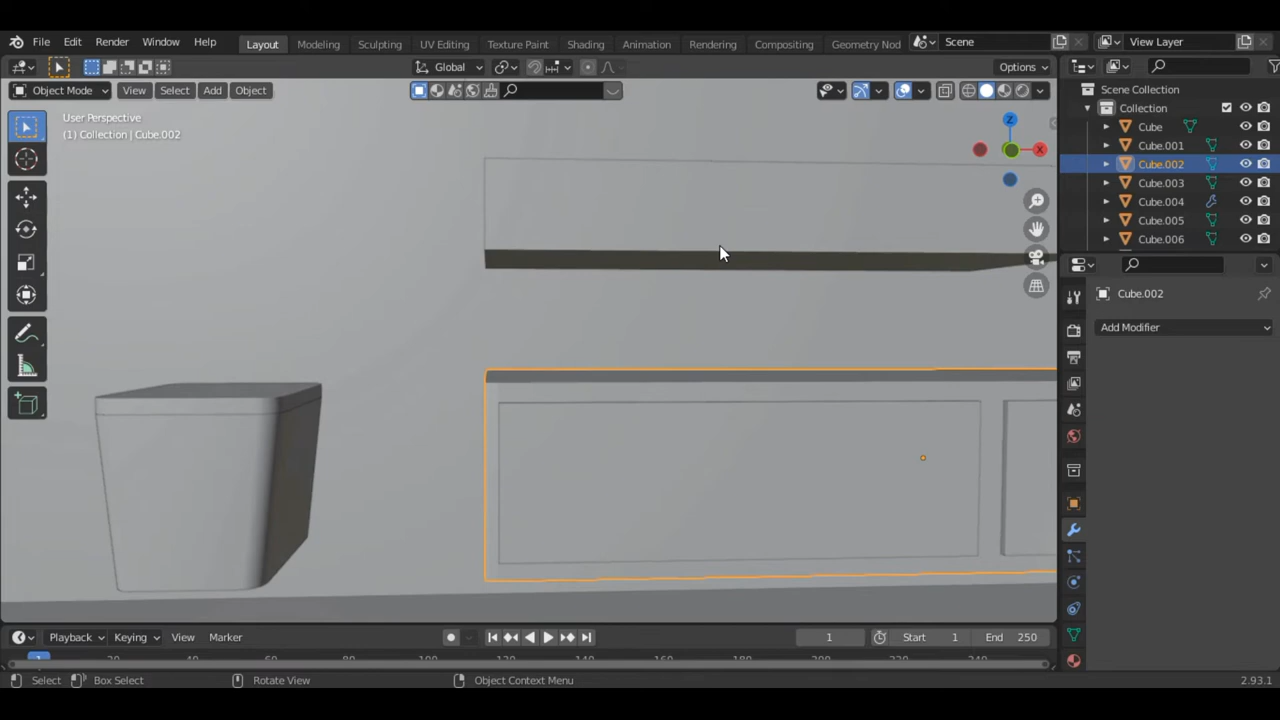 File Edit Render Window Help Layout Modeling Sculpting UV Editing Texture Paint Shading Animation Rendering Compositing Geometry Nod Scene View Layer
Global Options
Object Mode View Select Add Object
User Perspective
(1) Collection | Cube.002
Z
X
Scene Collection
Collection
Cube
Cube.001
Cube.002
Cube.003
Cube.004
Cube.005
Cube.006
Cube.002
Add Modifier
Playback Keying View Marker 1 Start 1 End 250
1
Select Box Select Rotate View Object Context Menu 2.93.1